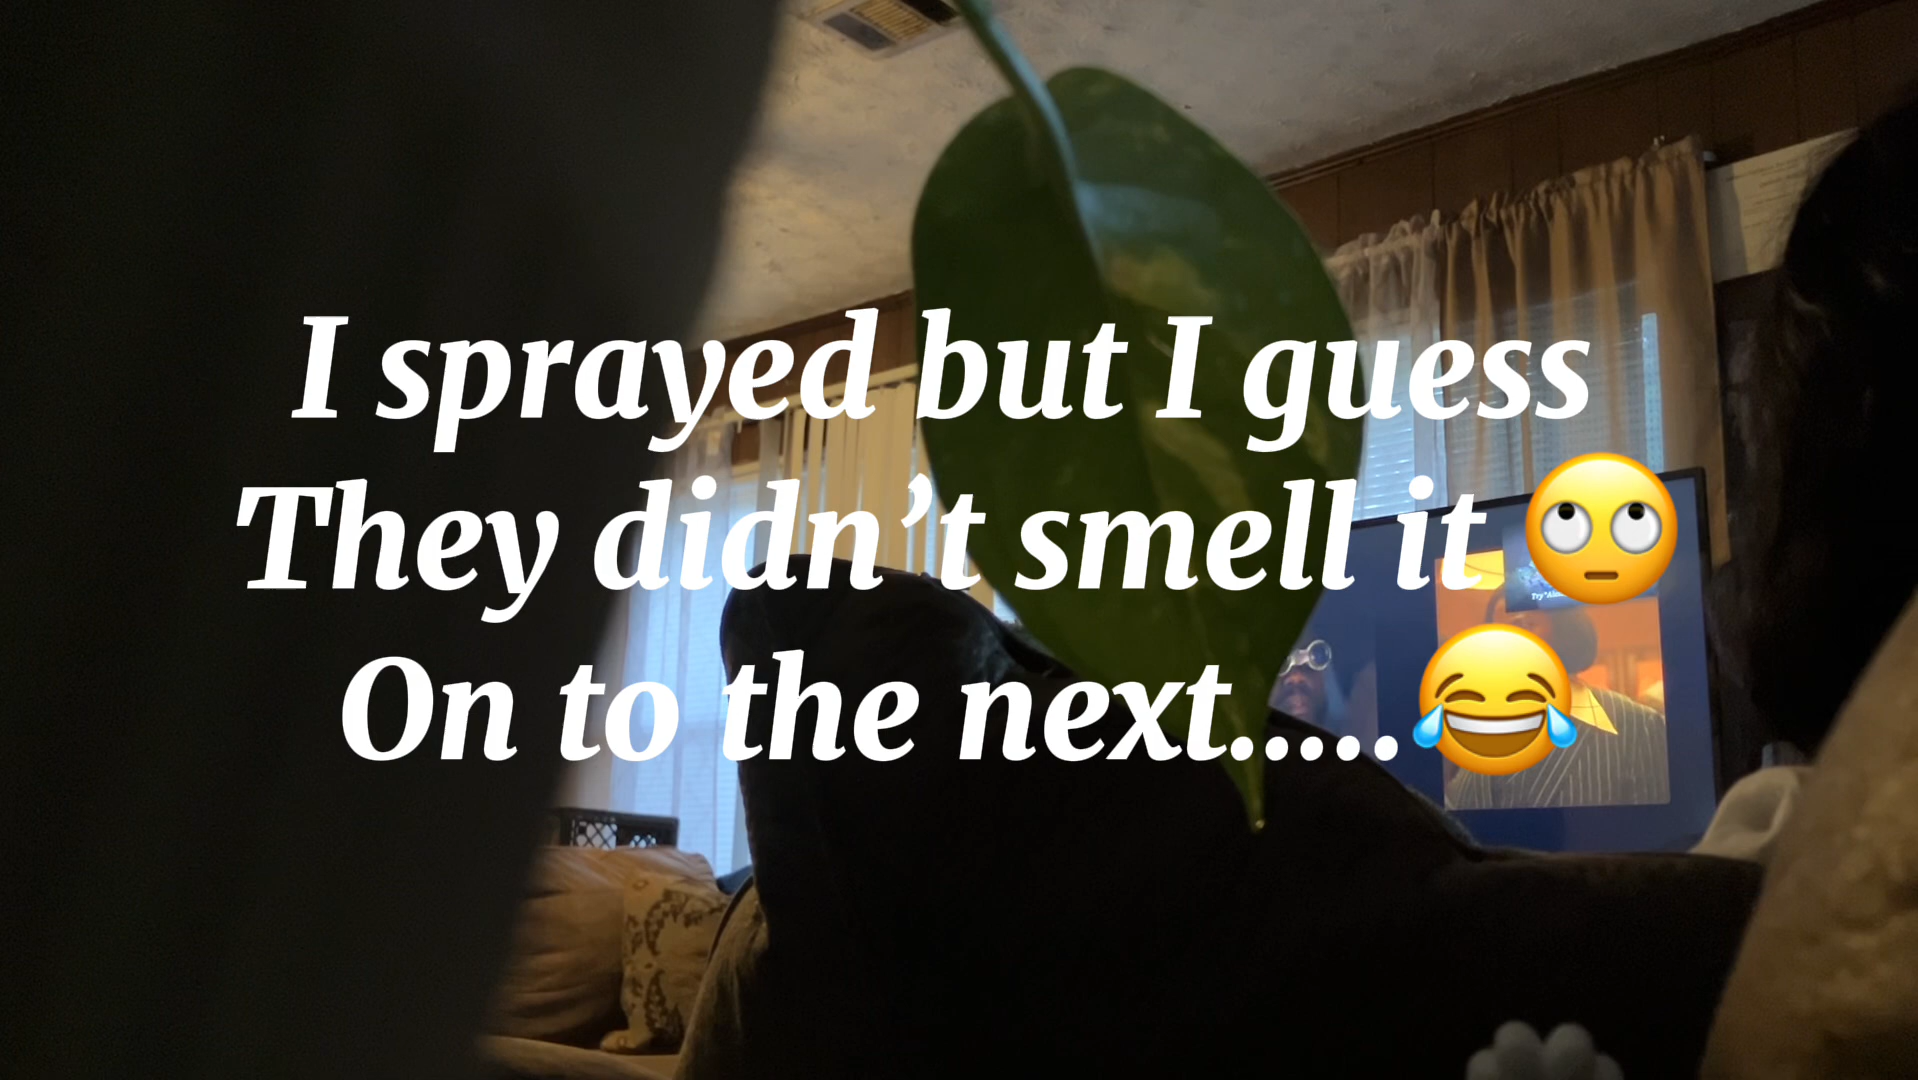 I sprayed but I guess
They didn’t smell it 🙄
On to the next..... 😂